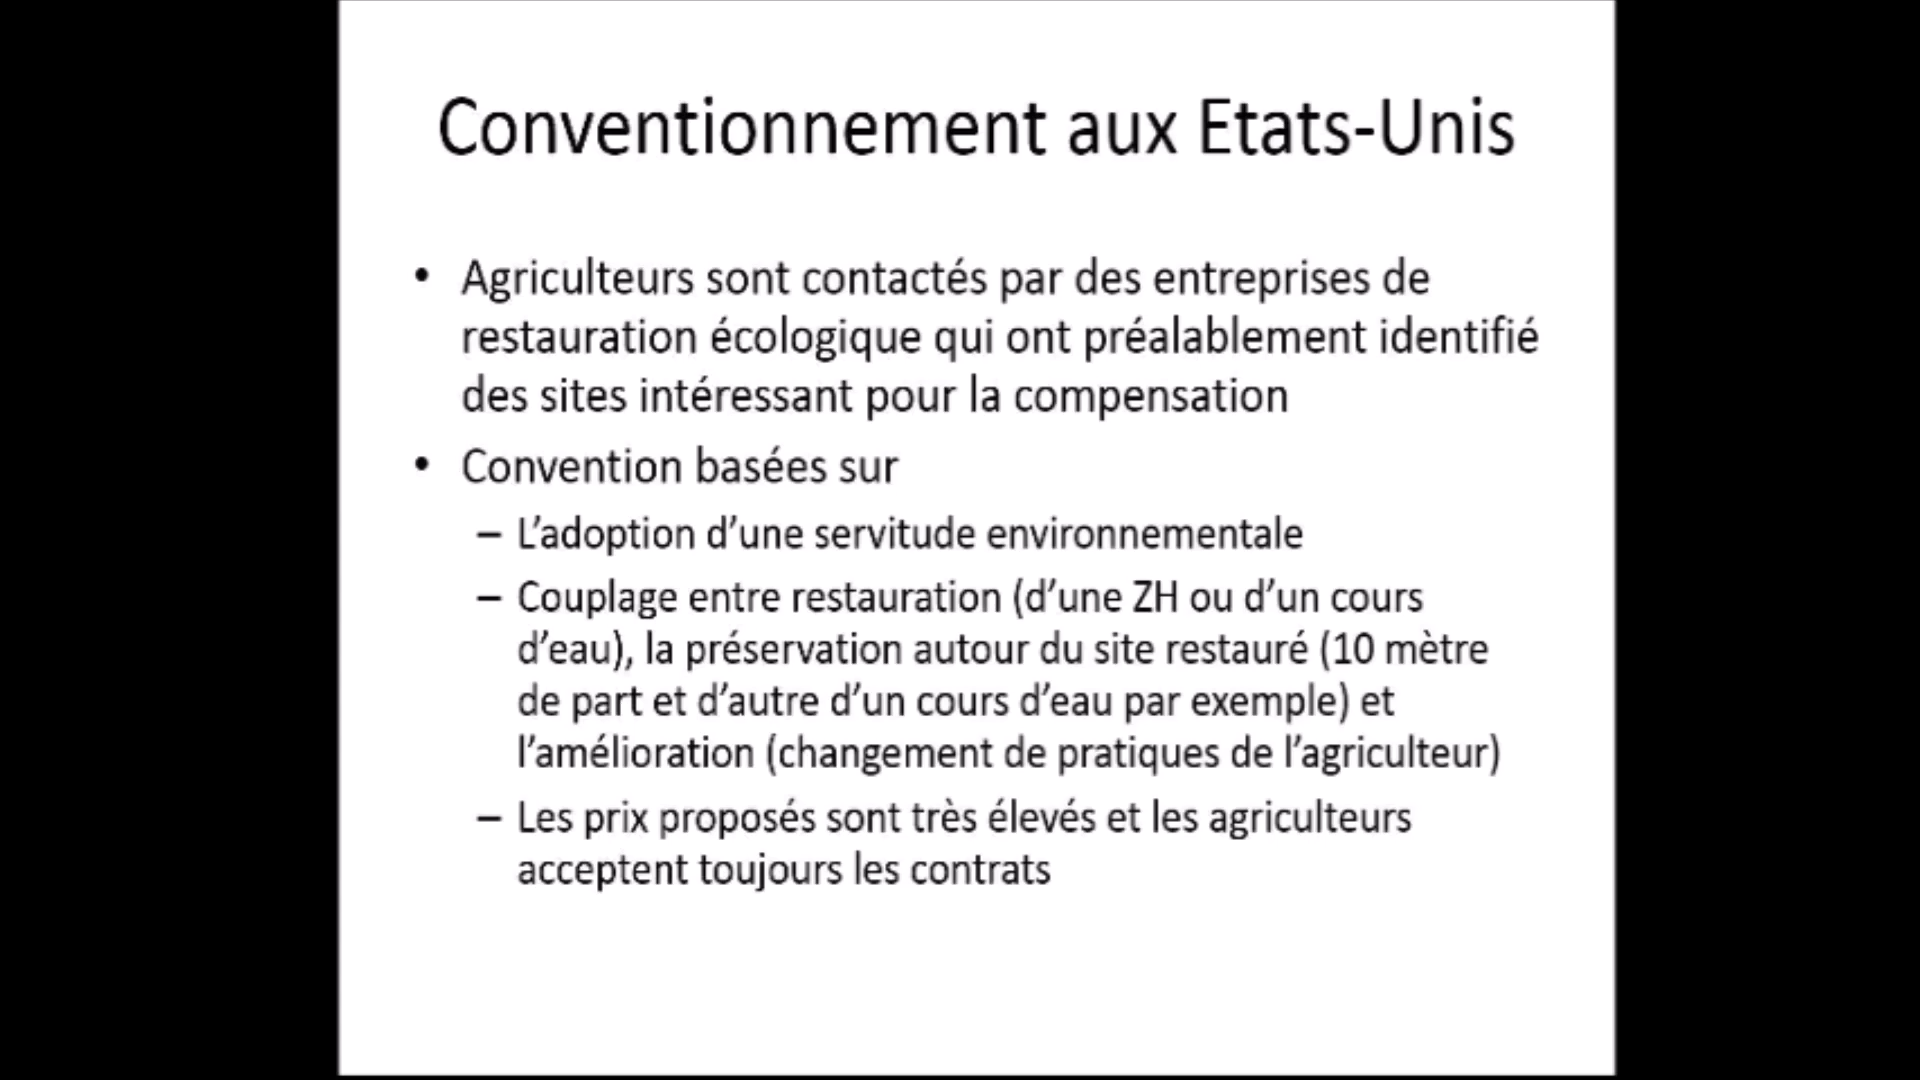 Conventionnement aux Etats-Unis
• Agriculteurs sont contactés par des entreprises de
restauration écologique qui ont préalablement identifié
des sites intéressant pour la compensation
• Convention basées sur
– L’adoption d’une servitude environnementale
– Couplage entre restauration (d’une ZH ou d’un cours
d’eau), la préservation autour du site restauré (10 mètre
de part et d’autre d’un cours d’eau par exemple) et
l’amélioration (changement de pratiques de l’agriculteur)
– Les prix proposés sont très élevés et les agriculteurs
acceptent toujours les contrats